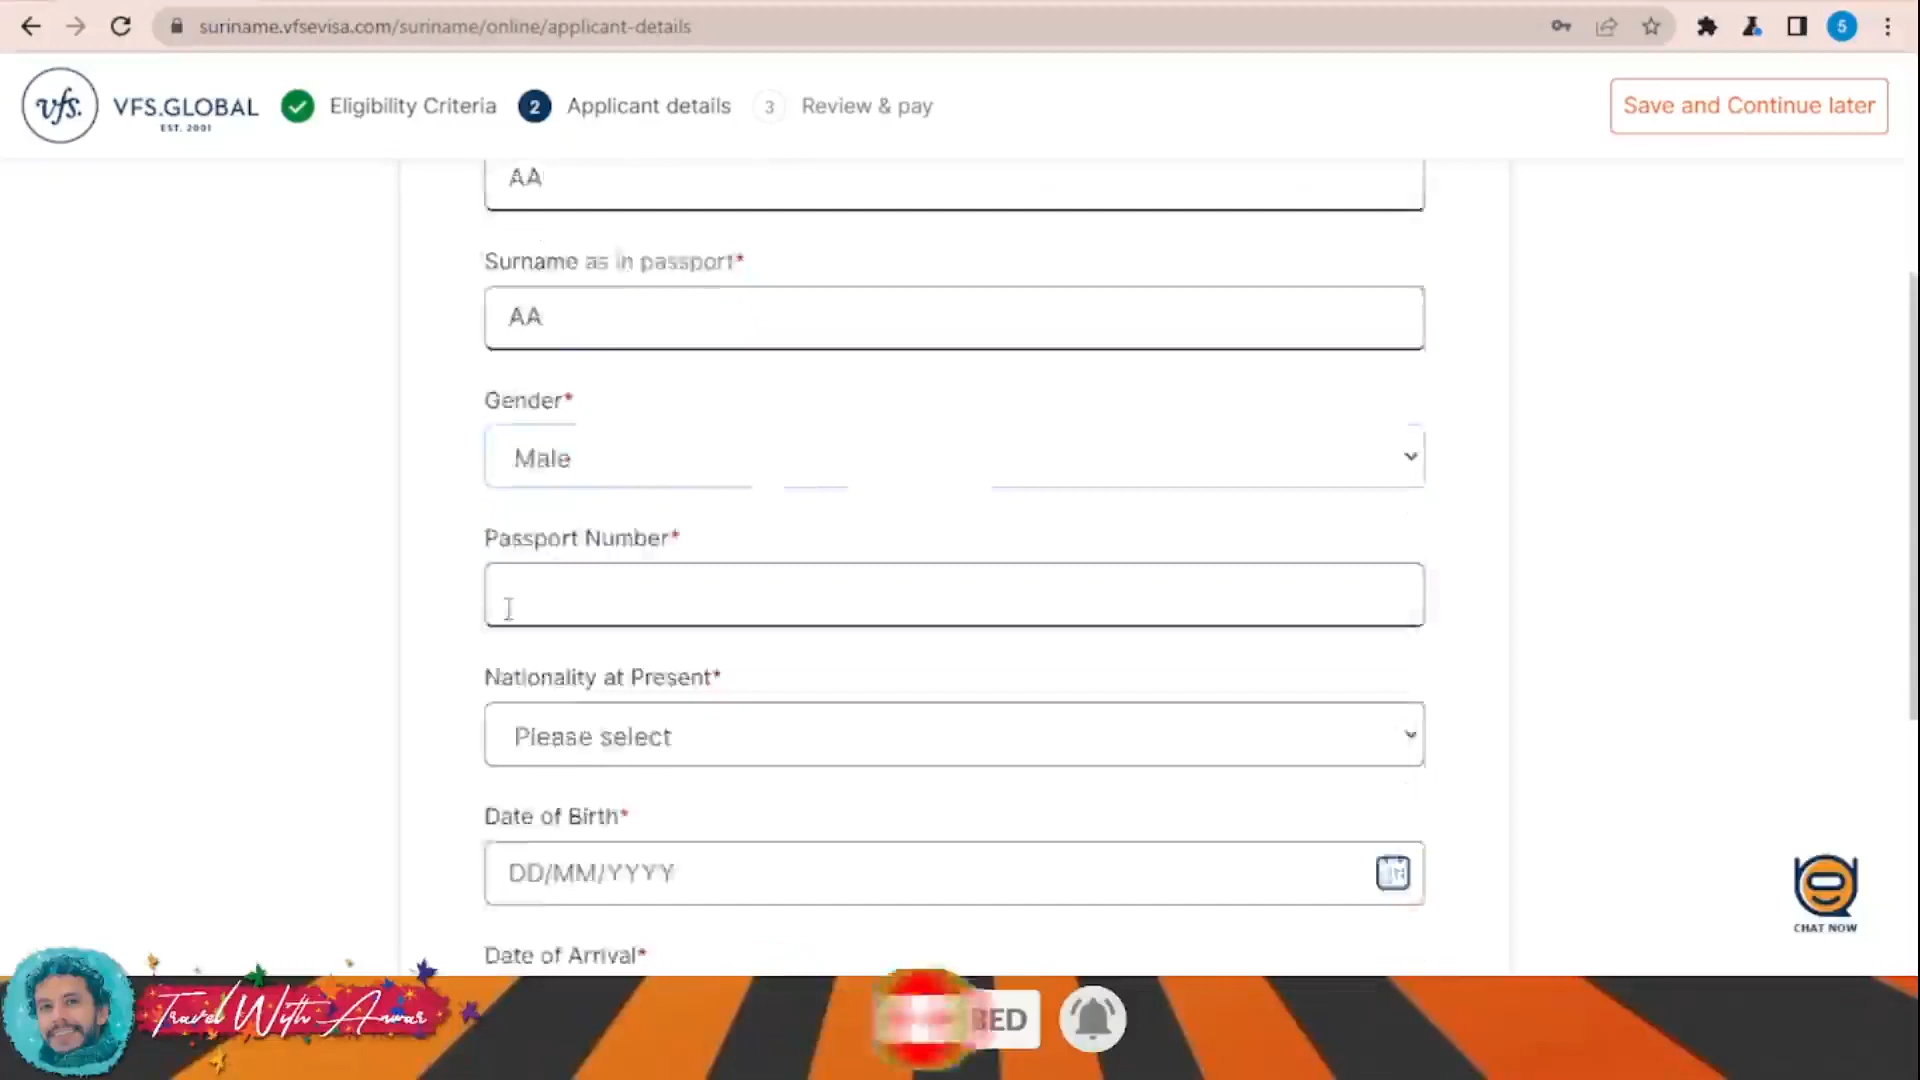 suriname.vfsevisa.com/suriname/online/applicant-details
5
vfs. VFS.GLOBAL
EST. 2001
Eligibility Criteria
2 Applicant details
3 Review & pay
Save and Continue later
AA
Surname as in passport*
AA
Gender*
Male
Passport Number*
Nationality at Present*
Please select
Date of Birth*
DD/MM/YYYY
CHAT NOW
Date of Arrival*
Travel With Anwar
BED